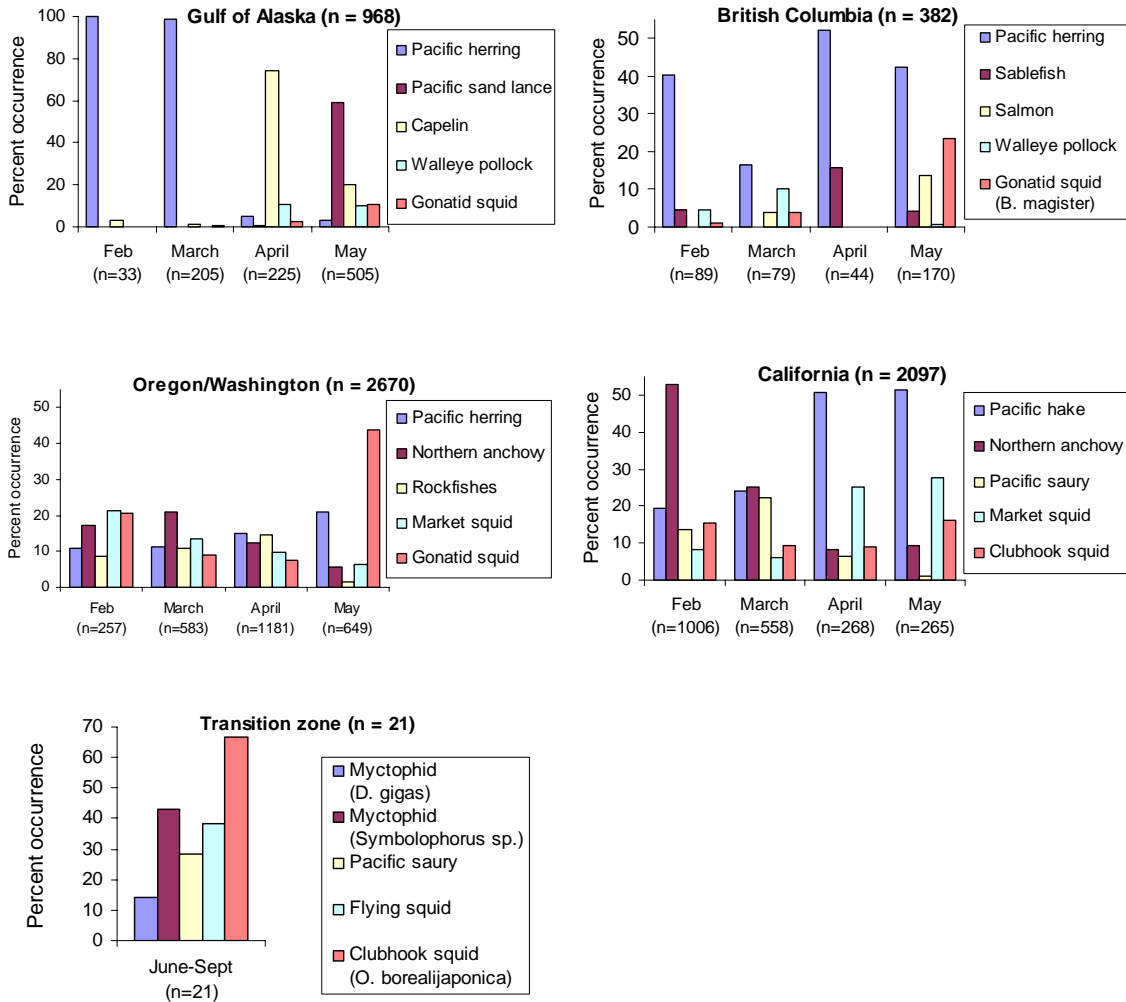 Gulf of Alaska (n = 968)
Percent occurrence
100
80
60
40
20
0
Feb
(n=33)
March
(n=205)
April
(n=225)
May
(n=505)
Pacific herring
Pacific sand lance
Capelin
Walleye pollock
Gonatid squid
British Columbia (n = 382)
Percent occurrence
50
40
30
20
10
0
Feb
(n=89)
March
(n=79)
April
(n=44)
May
(n=170)
Pacific herring
Sablefish
Salmon
Walleye pollock
Gonatid squid
(B. magister)
Oregon/Washington (n = 2670)
Percent occurrence
50
40
30
20
10
0
Feb
(n=257)
March
(n=583)
April
(n=1181)
May
(n=649)
Pacific herring
Northern anchovy
Rockfishes
Market squid
Gonatid squid
California (n = 2097)
Percent occurrence
50
40
30
20
10
0
Feb
(n=1006)
March
(n=558)
April
(n=268)
May
(n=265)
Pacific hake
Northern anchovy
Pacific saury
Market squid
Clubhook squid
Transition zone (n = 21)
Percent occurrence
70
60
50
40
30
20
10
0
June-Sept
(n=21)
Myctophid
(D. gigas)
Myctophid
(Symbolophorus sp.)
Pacific saury
Flying squid
Clubhook squid
(O. borealijaponica)